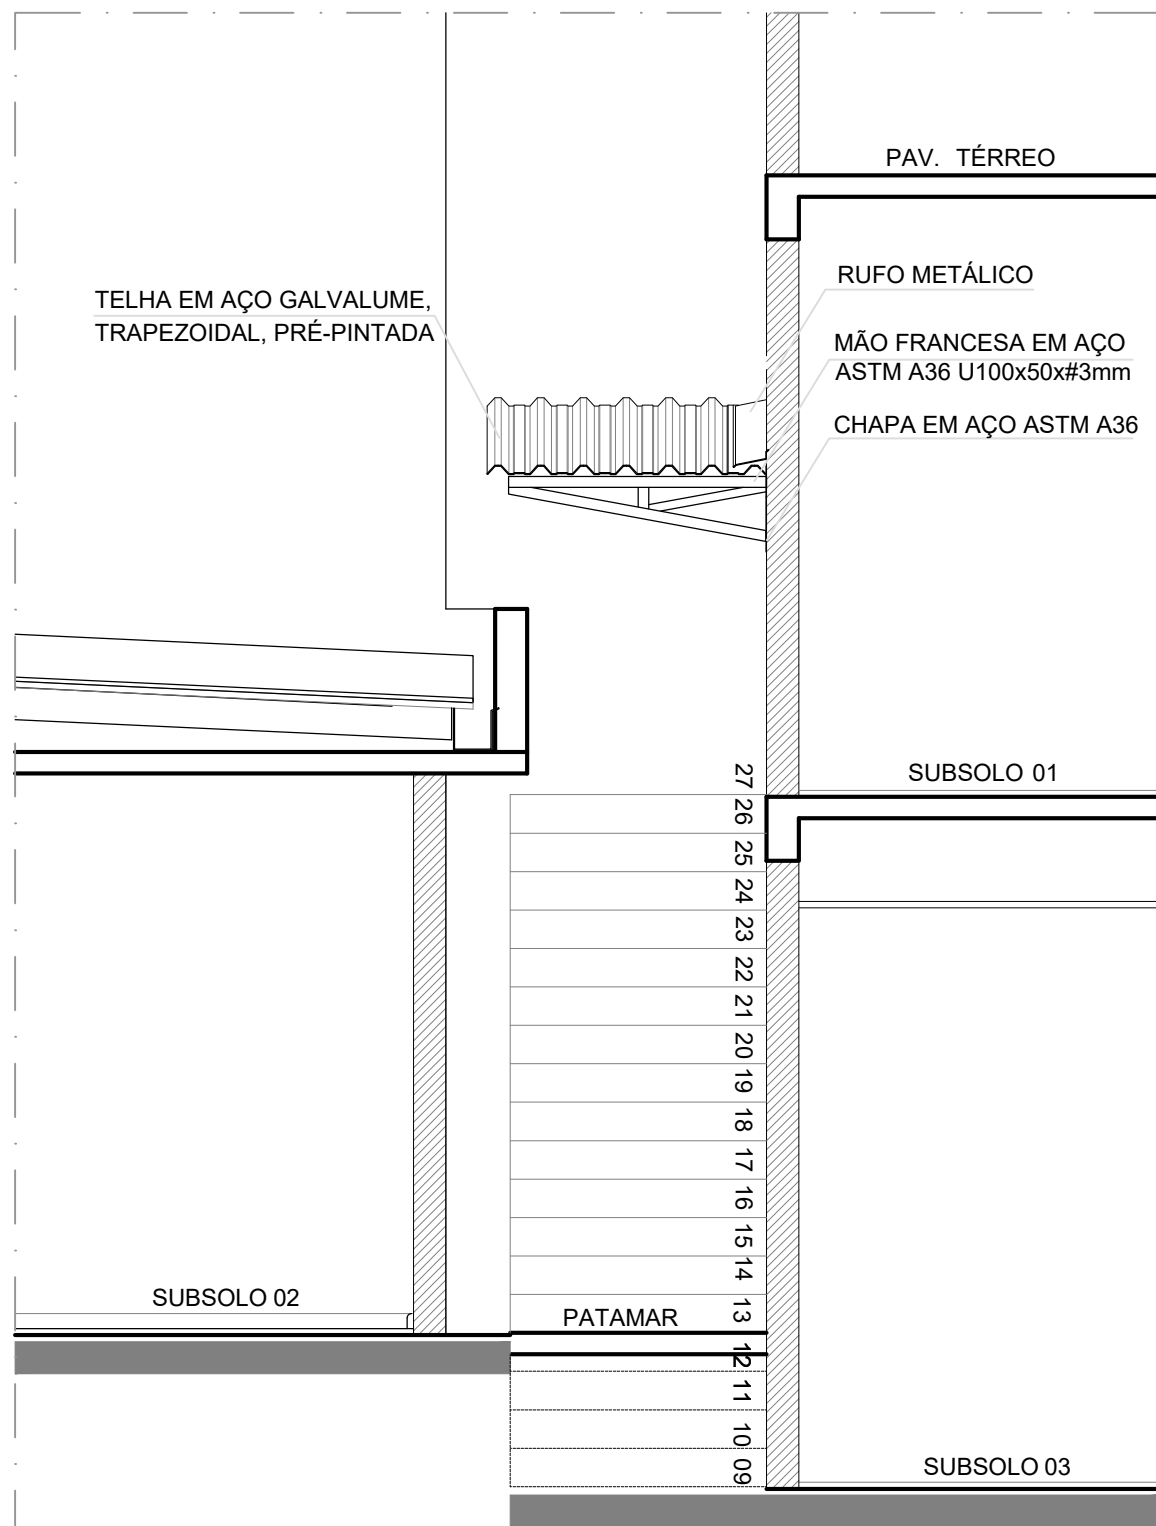 PAV. TÉRREO
RUFO METÁLICO
TELHA EM AÇO GALVALUME,
TRAPEZOIDAL, PRÉ-PINTADA
MÃO FRANCESA EM AÇO
ASTM A36 U100x50x#3mm
CHAPA EM AÇO ASTM A36
SUBSOLO 01
27
26
25
24
23
22
21
20
19
18
17
16
15
14
13
SUBSOLO 02
PATAMAR
12
11
10
09
SUBSOLO 03